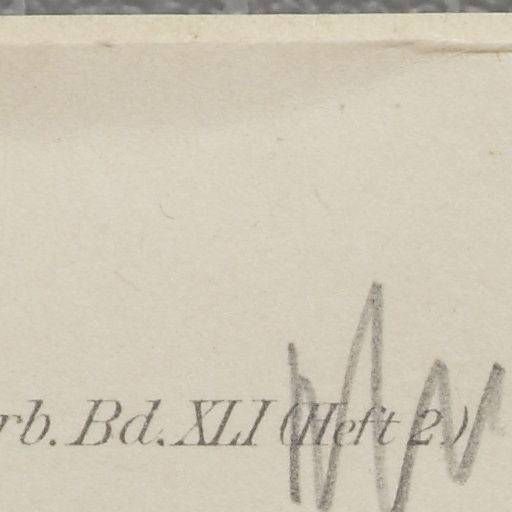 rb. Bd. XLI (Heft 2.)